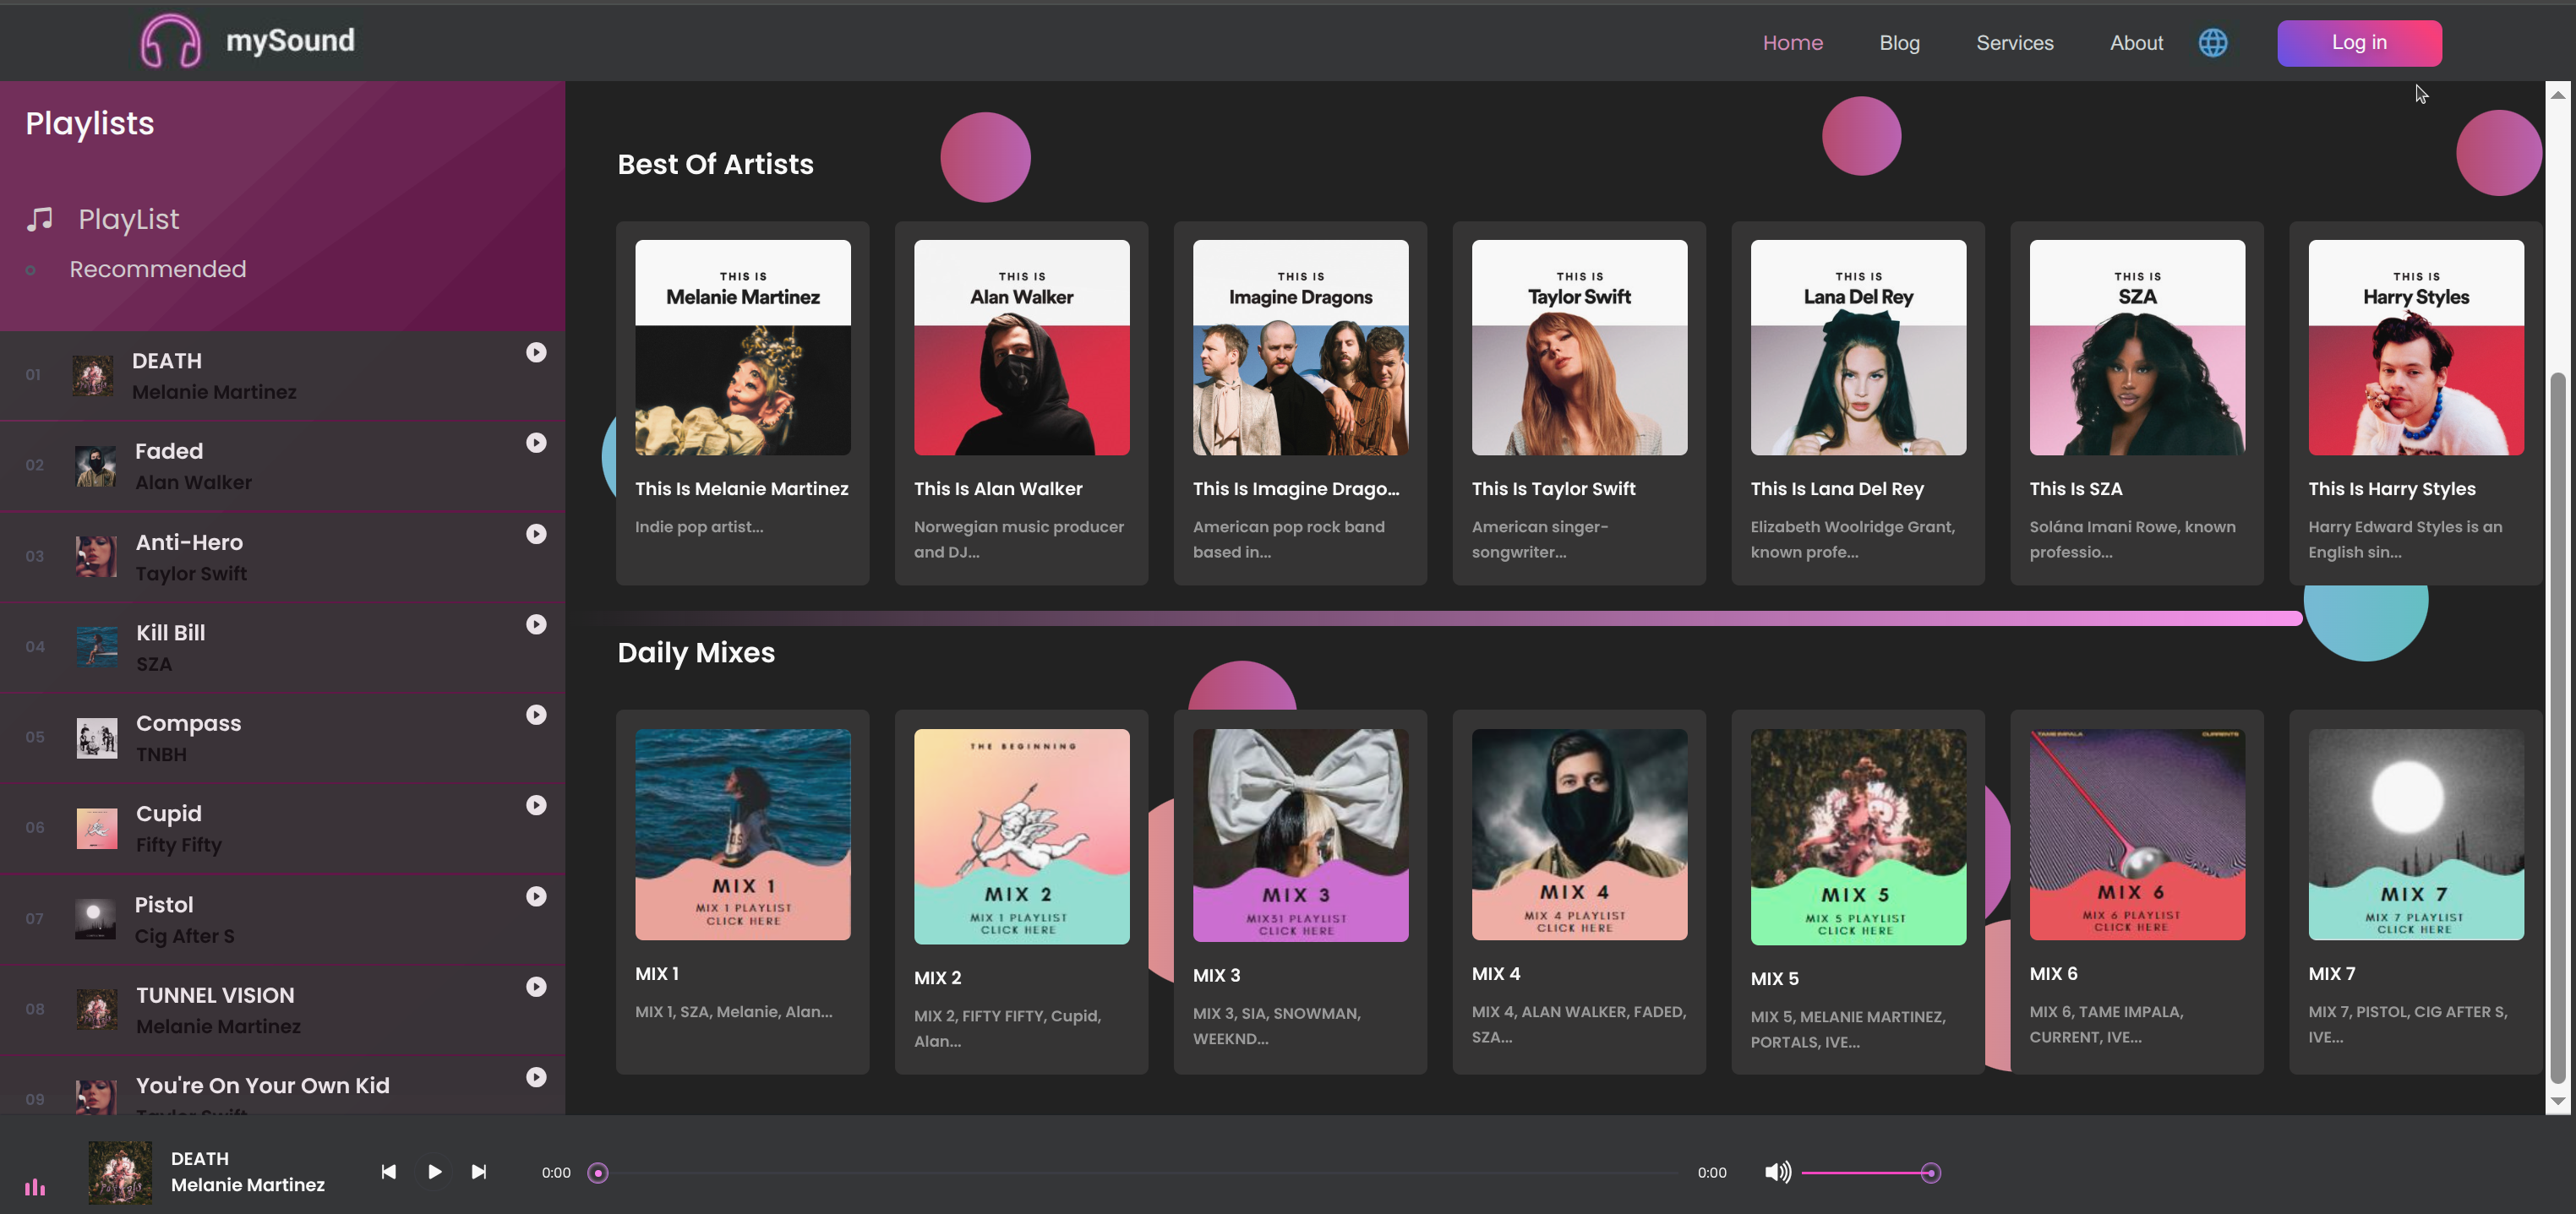 mySound
Home
Blog
Services
About
Log in
Playlists
PlayList
Recommended
01
DEATH
Melanie Martinez
02
Faded
Alan Walker
03
Anti-Hero
Taylor Swift
04
Kill Bill
SZA
05
Compass
TNBH
06
Cupid
Fifty Fifty
07
Pistol
Cig After S
08
TUNNEL VISION
Melanie Martinez
09
You're On Your Own Kid
Taylor Swift
Best Of Artists
THIS IS
Melanie Martinez
This Is Melanie Martinez
Indie pop artist...
THIS IS
Alan Walker
This Is Alan Walker
Norwegian music producer
and DJ...
THIS IS
Imagine Dragons
This Is Imagine Drago...
American pop rock band
based in...
THIS IS
Taylor Swift
This Is Taylor Swift
American singer-
songwriter...
THIS IS
Lana Del Rey
This Is Lana Del Rey
Elizabeth Woolridge Grant,
known profe...
THIS IS
SZA
This Is SZA
Solána Imani Rowe, known
professio...
THIS IS
Harry Styles
This Is Harry Styles
Harry Edward Styles is an
English sin...
Daily Mixes
MIX 1
MIX 1 PLAYLIST
CLICK HERE
MIX 1
MIX 1, SZA, Melanie, Alan...
THE BEGINNING
MIX 2
MIX 1 PLAYLIST
CLICK HERE
MIX 2
MIX 2, FIFTY FIFTY, Cupid,
Alan...
MIX 3
MIX31 PLAYLIST
CLICK HERE
MIX 3
MIX 3, SIA, SNOWMAN,
WEEKND...
MIX 4
MIX 4 PLAYLIST
CLICK HERE
MIX 4
MIX 4, ALAN WALKER, FADED,
SZA...
MIX 5
MIX 5 PLAYLIST
CLICK HERE
MIX 5
MIX 5, MELANIE MARTINEZ,
PORTALS, IVE...
TAME IMPALA
CURRENTS
MIX 6
MIX 6 PLAYLIST
CLICK HERE
MIX 6
MIX 6, TAME IMPALA,
CURRENT, IVE...
MIX 7
MIX 7 PLAYLIST
CLICK HERE
MIX 7
MIX 7, PISTOL, CIG AFTER S,
IVE...
DEATH
Melanie Martinez
0:00
0:00